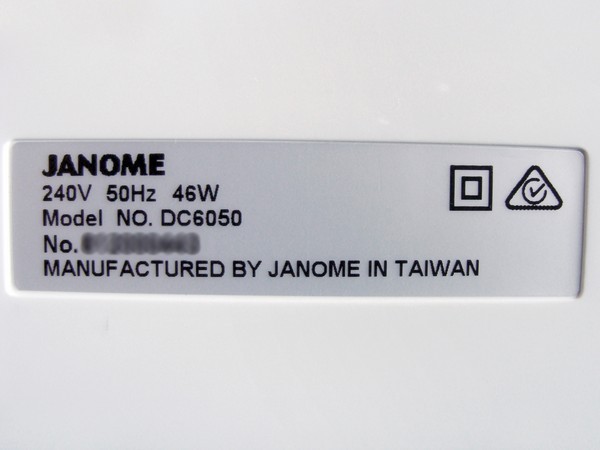 JANOME
240V 50Hz 46W
Model NO. DC6050
No.
MANUFACTURED BY JANOME IN TAIWAN